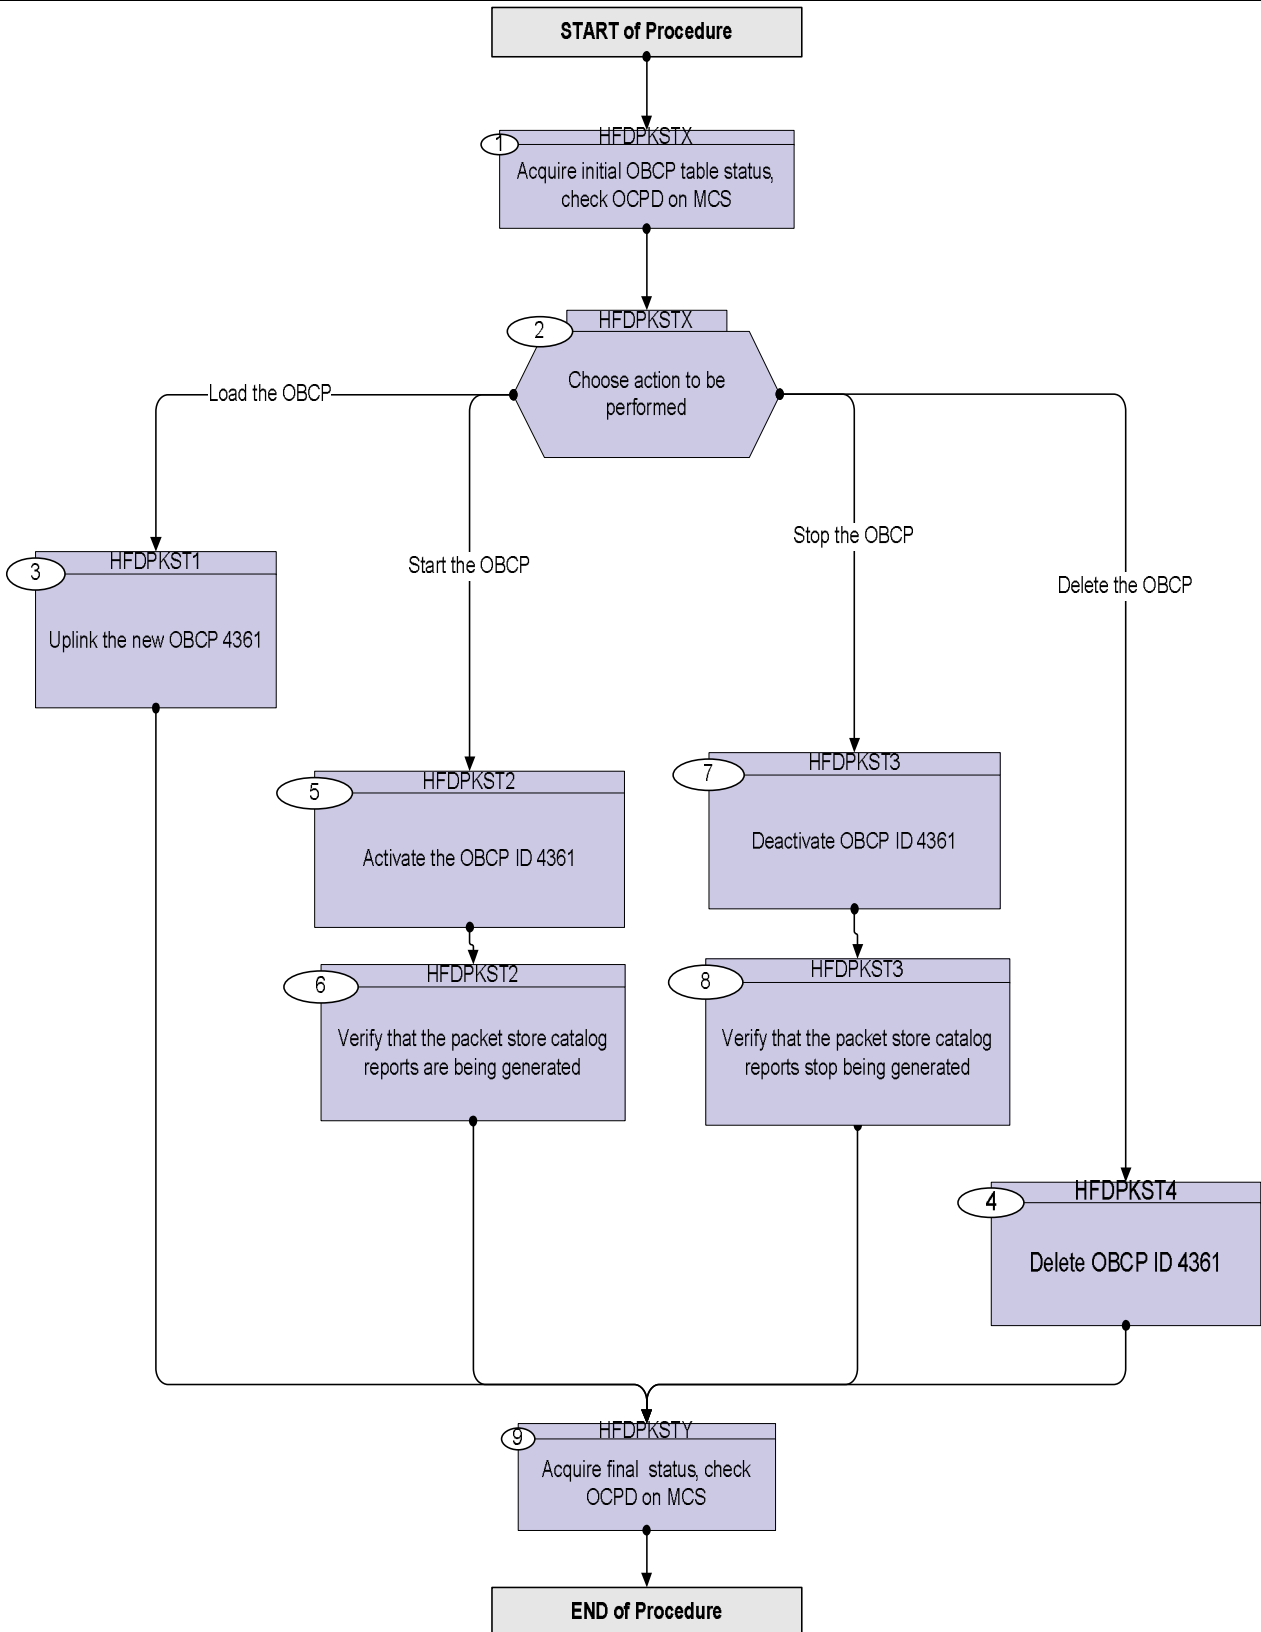 START of Procedure
HFDPKSTX
1
Acquire initial OBCP table status,
check OCPD on MCS
HFDPKSTX
2
Choose action to be
performed
Load the OBCP
Start the OBCP
Stop the OBCP
Delete the OBCP
HFDPKST1
3
Uplink the new OBCP 4361
HFDPKST2
5
Activate the OBCP ID 4361
HFDPKST2
6
Verify that the packet store catalog
reports are being generated
HFDPKST3
7
Deactivate OBCP ID 4361
HFDPKST3
8
Verify that the packet store catalog
reports stop being generated
HFDPKST4
4
Delete OBCP ID 4361
HFDPKSTY
9
Acquire final status, check
OCPD on MCS
END of Procedure